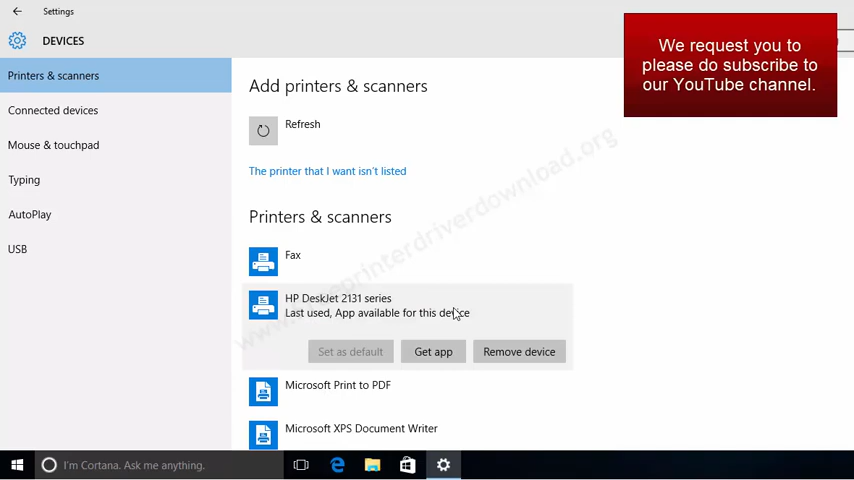 Settings
DEVICES
We request you to
please do subscribe to
our YouTube channel.
Printers & scanners
Connected devices
Mouse & touchpad
Typing
AutoPlay
USB
Add printers & scanners
Refresh
The printer that I want isn't listed
Printers & scanners
Fax
HP DeskJet 2131 series
Last used, App available for this device
Set as default
Get app
Remove device
Microsoft Print to PDF
Microsoft XPS Document Writer
I'm Cortana. Ask me anything.